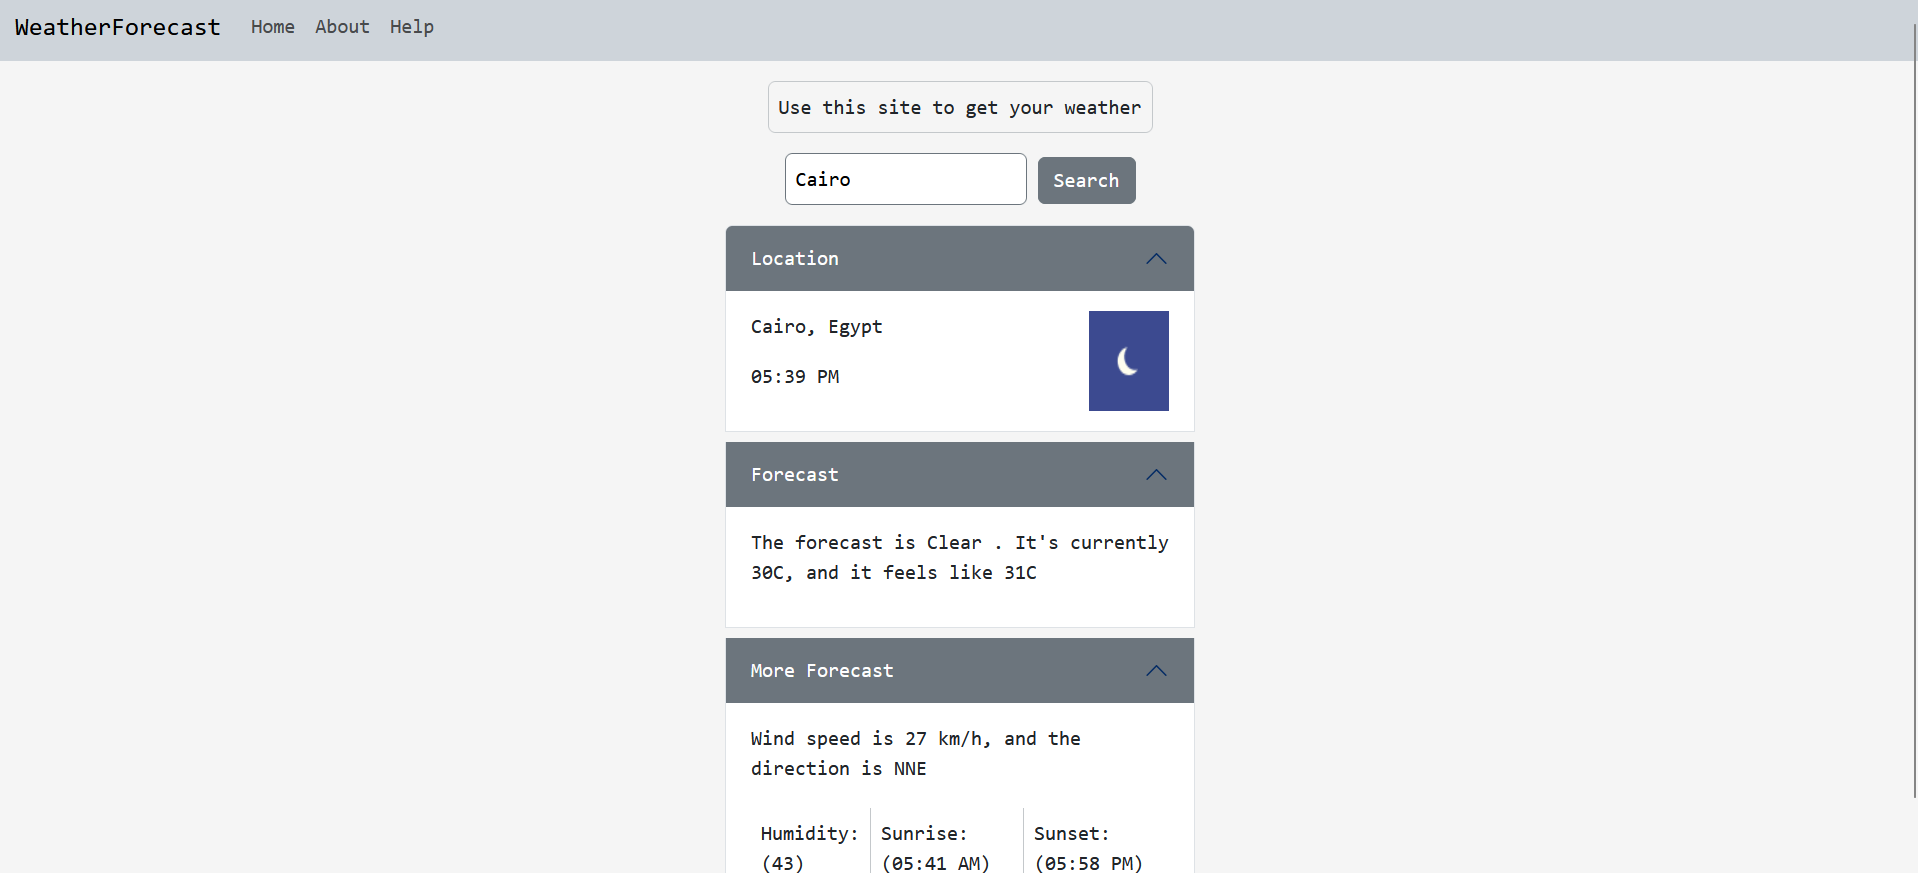 WeatherForecast Home About Help
Use this site to get your weather
Cairo Search
Location
Cairo, Egypt
05:39 PM
Forecast
The forecast is Clear . It's currently
30C, and it feels like 31C
More Forecast
Wind speed is 27 km/h, and the
direction is NNE
Humidity: Sunrise: Sunset:
(43) (05:41 AM) (05:58 PM)